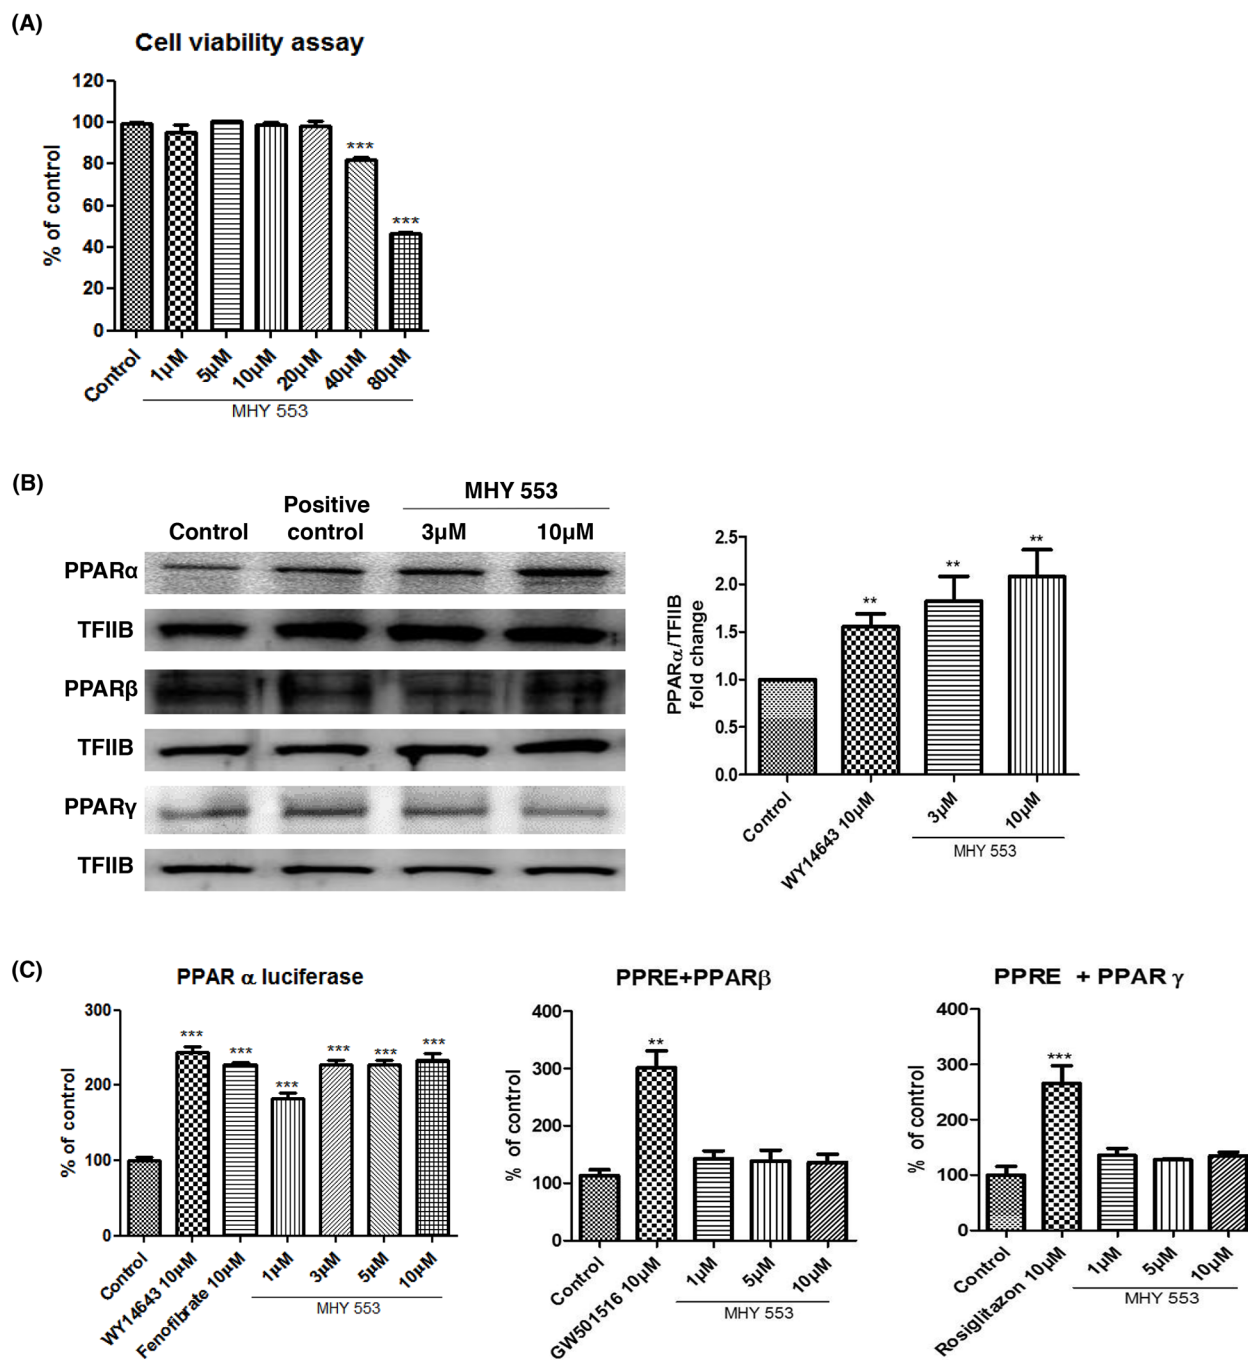 (A)
Cell viability assay
% of control
120
100
80
60
40
20
0
***
***
Control
1µM
5µM
10µM
20µM
40µM
80µM
MHY 553
(B)
Control
Positive
control
MHY 553
3µM
10µM
PPARα
TFIIB
PPARβ
TFIIB
PPARγ
TFIIB
PPARα/TFIIB
fold change
2.5
2.0
1.5
1.0
0.5
0.0
**
**
**
Control
WY14643 10µM
3µM
10µM
MHY 553
(C)
PPAR α luciferase
% of control
300
200
100
0
***
***
***
***
***
***
Control
WY14643 10µM
Fenofibrate 10µM
1µM
3µM
5µM
10µM
MHY 553
PPRE+PPARβ
% of control
400
300
200
100
0
**
Control
GW501516 10µM
1µM
5µM
10µM
MHY 553
PPRE + PPAR γ
% of control
400
300
200
100
0
***
Control
Rosiglitazon 10µM
1µM
5µM
10µM
MHY 553